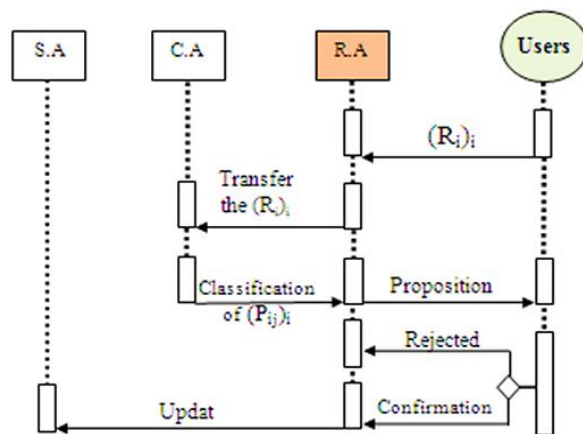 S.A
C.A
R.A
Users
(Ri)i
Transfer
the (Ri)i
Classification
of (Pij)i
Proposition
Rejected
Confirmation
Updat